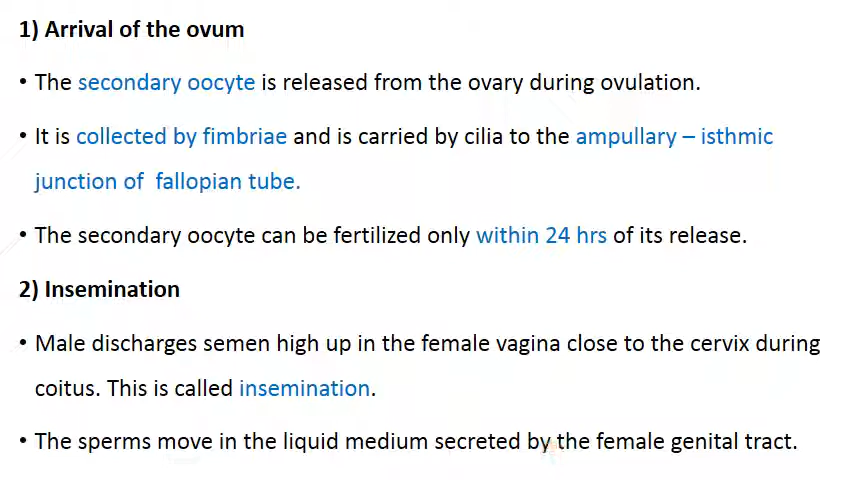 1) Arrival of the ovum
• The secondary oocyte is released from the ovary during ovulation.
• It is collected by fimbriae and is carried by cilia to the ampullary – isthmic
junction of fallopian tube.
• The secondary oocyte can be fertilized only within 24 hrs of its release.
2) Insemination
• Male discharges semen high up in the female vagina close to the cervix during
coitus. This is called insemination.
• The sperms move in the liquid medium secreted by the female genital tract.